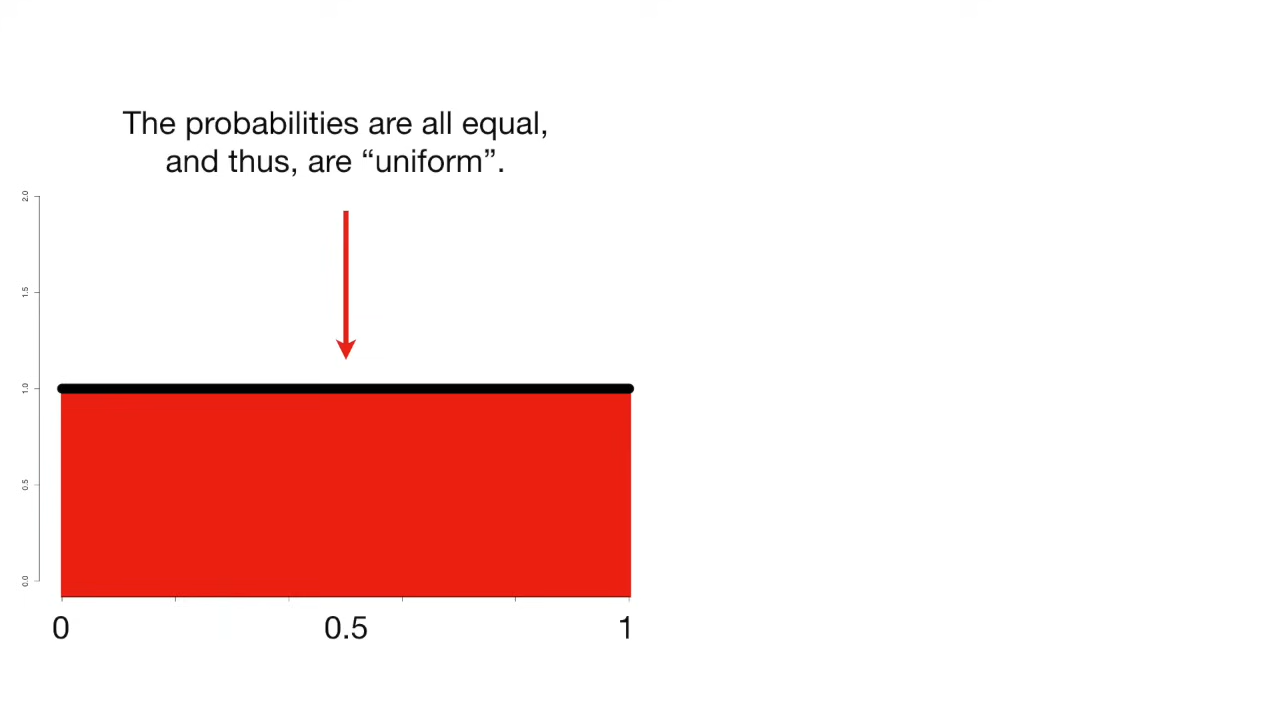 The probabilities are all equal,
and thus, are “uniform”.
2.0
1.5
1.0
0.5
0.0
0 0.5 1